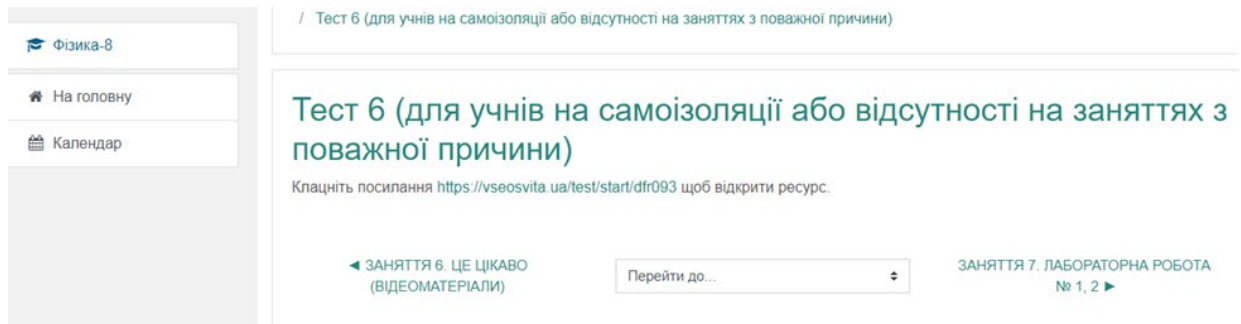 / Тест 6 (для учнів на самоізоляції або відсутності на заняттях з поважної причини)
Фізика-8
На головну
Календар
Тест 6 (для учнів на самоізоляції або відсутності на заняттях з
поважної причини)
Клацніть посилання https://vseosvita.ua/test/start/dfr093 щоб відкрити ресурс.
◄ ЗАНЯТТЯ 6. ЦЕ ЦІКАВО
(ВІДЕОМАТЕРІАЛИ)
Перейти до...
ЗАНЯТТЯ 7. ЛАБОРАТОРНА РОБОТА
№ 1, 2 ►